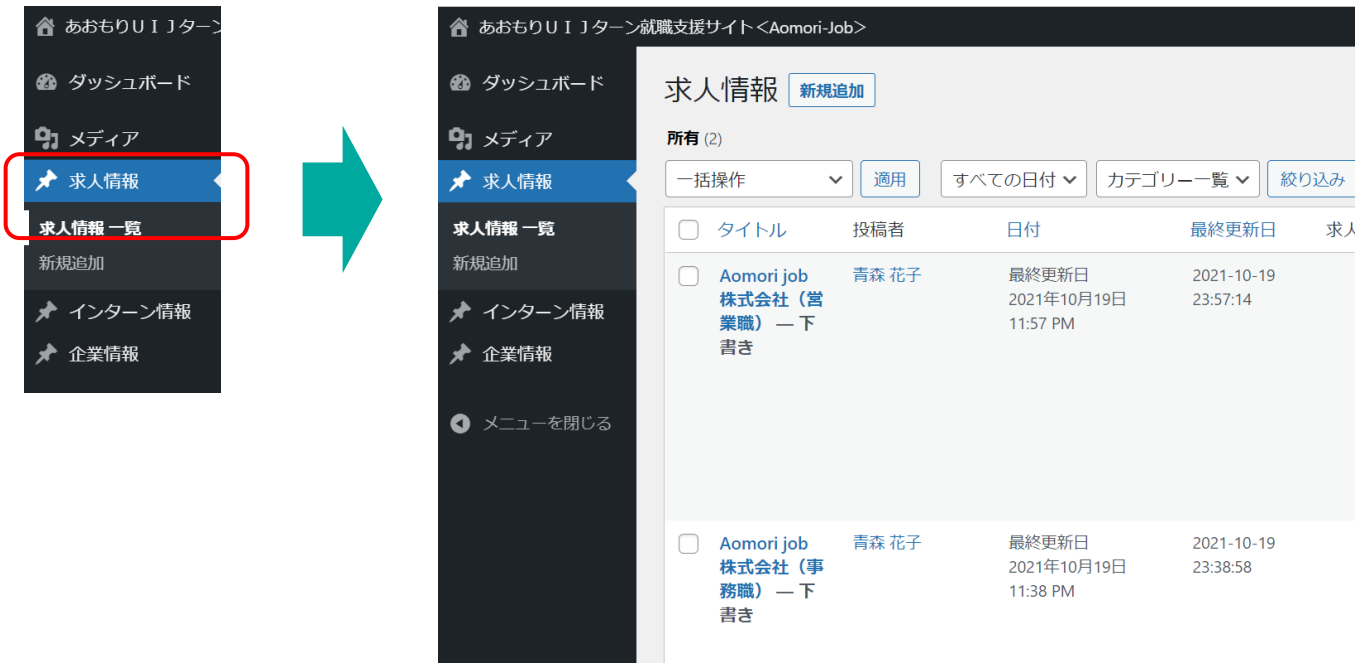 あおもりＵＩＪターン
ダッシュボード
メディア
求人情報
求人情報 一覧
新規追加
インターン情報
企業情報
あおもりＵＩＪターン就職支援サイト＜Aomori-Job＞
ダッシュボード
メディア
求人情報
求人情報 一覧
新規追加
インターン情報
企業情報
メニューを閉じる
求人情報 新規追加
所有 (2)
一括操作 適用 すべての日付 カテゴリー一覧 絞り込み
タイトル 投稿者 日付 最終更新日 求人
Aomori job 青森 花子 最終更新日 2021-10-19
株式会社（営 2021年10月19日 23:57:14
業職） — 下 11:57 PM
書き
Aomori job 青森 花子 最終更新日 2021-10-19
株式会社（事 2021年10月19日 23:38:58
務職） — 下 11:38 PM
書き